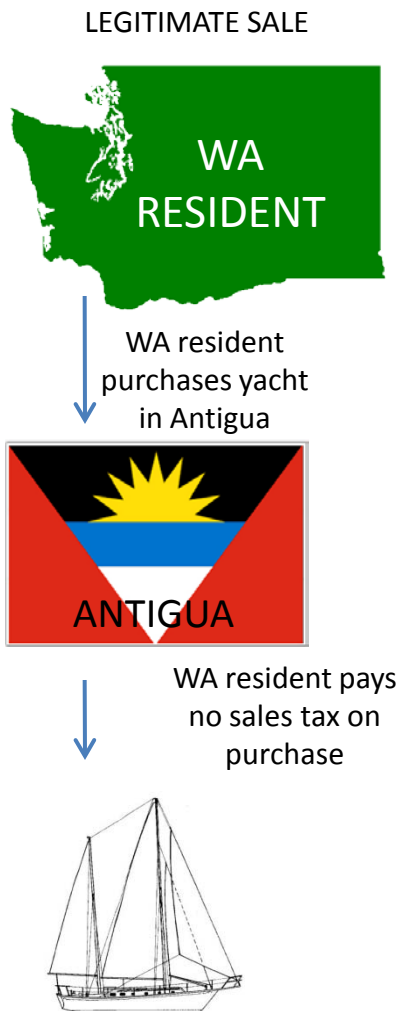 LEGITIMATE SALE
WA
RESIDENT
WA resident
purchases yacht
in Antigua
ANTIGUA
WA resident pays
no sales tax on
purchase